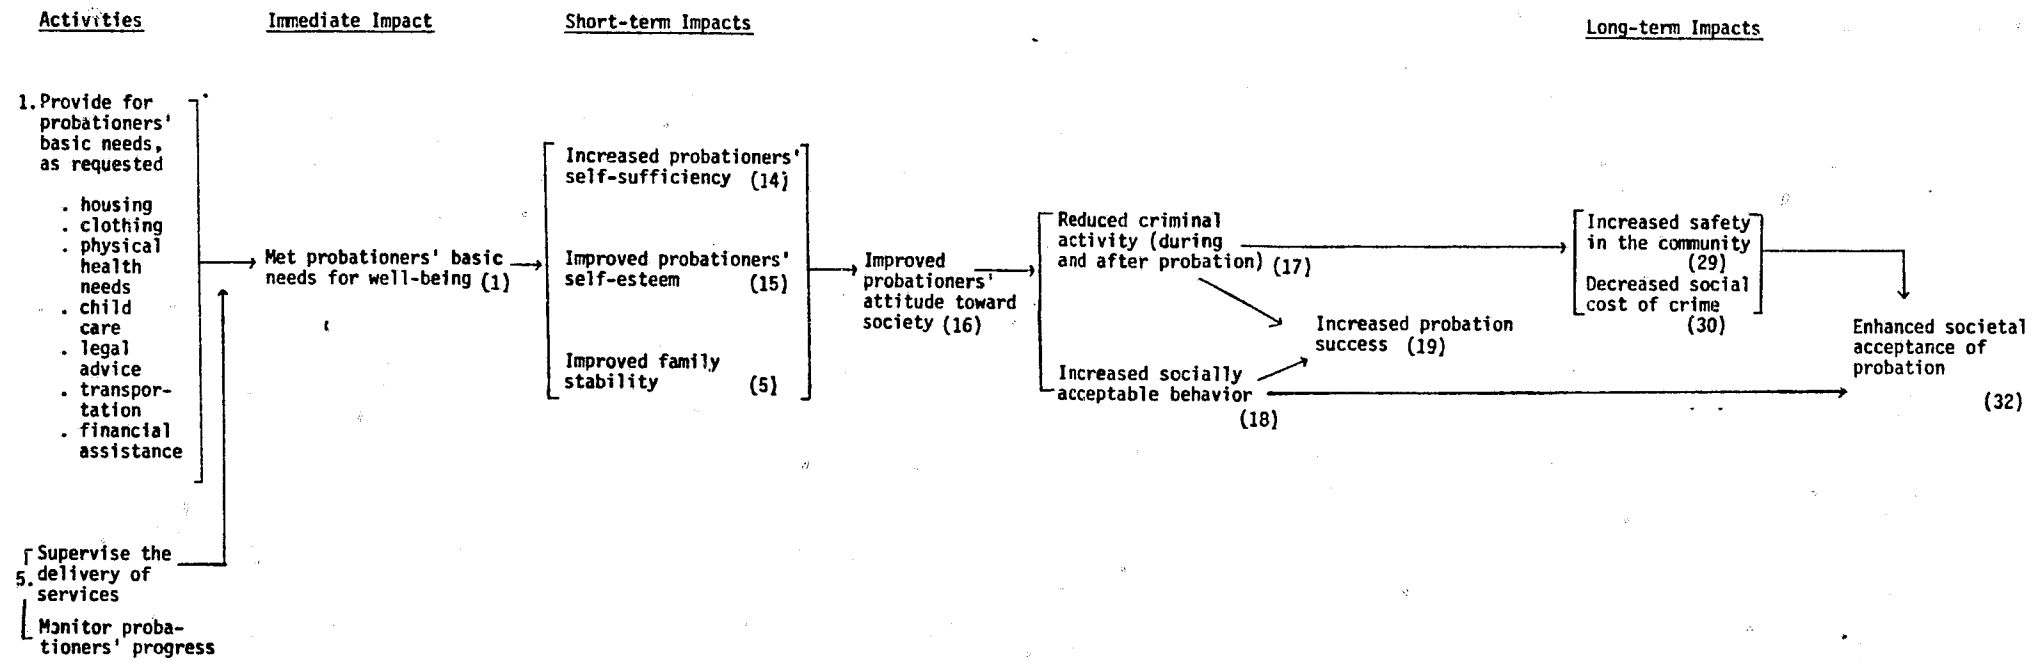 Activities
Immediate Impact
Short-term Impacts
Long-term Impacts
1. Provide for
probationers'
basic needs,
as requested
. housing
. clothing
. physical
health
needs
. child
care
. legal
advice
. transpor-
tation
. financial
assistance
5. Supervise the
delivery of
services
Monitor proba-
tioners' progress
Met probationers' basic
needs for well-being (1)
Increased probationers'
self-sufficiency (14)
Improved probationers'
self-esteem (15)
Improved family
stability (5)
Improved
probationers'
attitude toward
society (16)
Reduced criminal
activity (during
and after probation) (17)
Increased socially
acceptable behavior
(18)
Increased probation
success (19)
Increased safety
in the community
(29)
Decreased social
cost of crime
(30)
Enhanced societal
acceptance of
probation
(32)